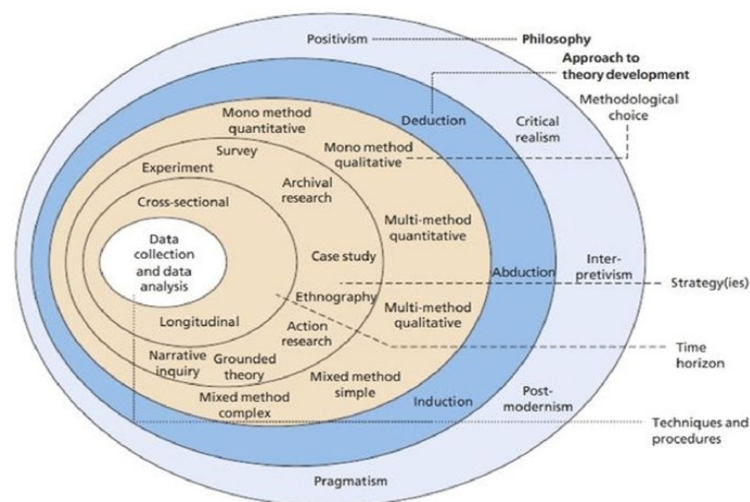 Positivism
Philosophy
Approach to
theory development
Methodological
choice
Mono method
quantitative
Deduction
Critical
realism
Survey
Mono method
qualitative
Experiment
Archival
research
Cross-sectional
Multi-method
quantitative
Data
collection
and data
analysis
Case study
Abduction
Inter-
pretivism
Strategy(ies)
Ethnography
Multi-method
qualitative
Longitudinal
Action
research
Time
horizon
Narrative
inquiry
Grounded
theory
Mixed method
simple
Mixed method
complex
Induction
Post-
modernism
Techniques and
procedures
Pragmatism